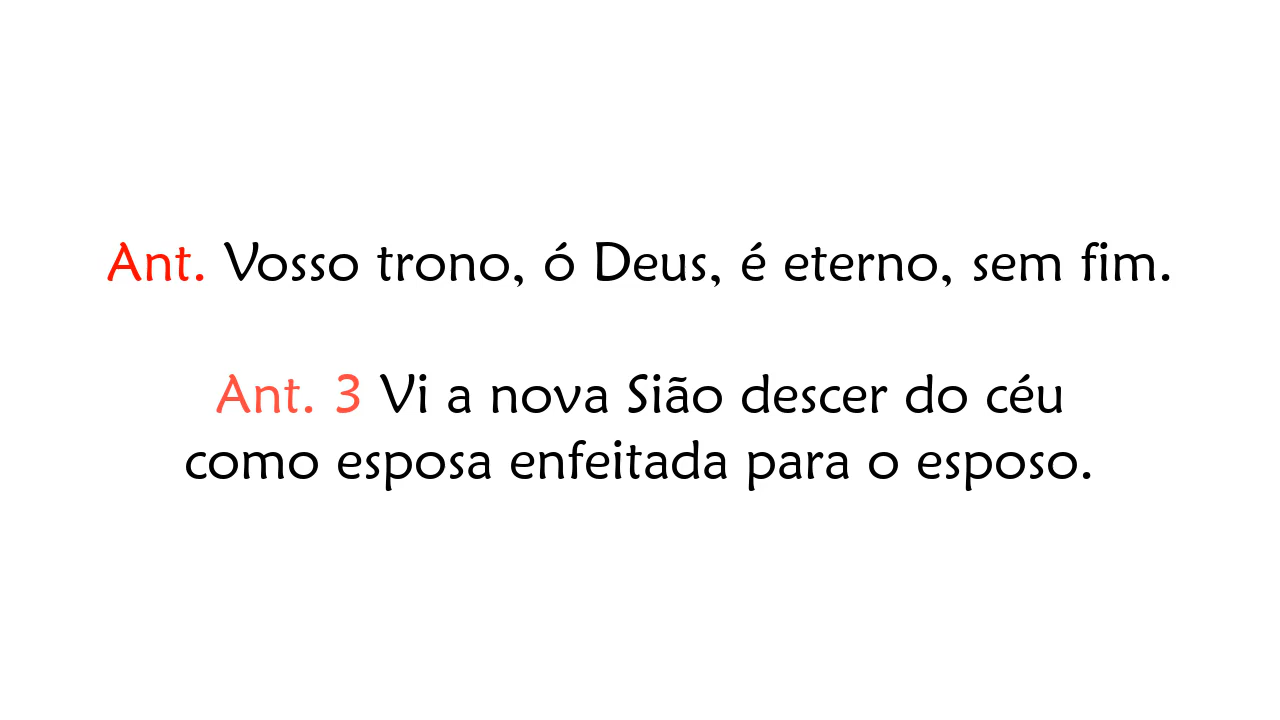 Ant. Vosso trono, ó Deus, é eterno, sem fim.
Ant. 3 Vi a nova Sião descer do céu
como esposa enfeitada para o esposo.